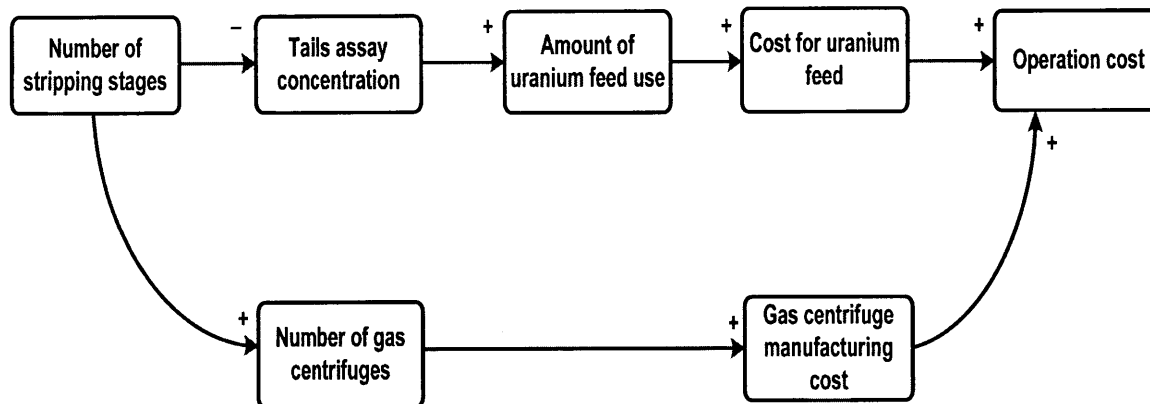 Number of
stripping stages
–
Tails assay
concentration
+
Amount of
uranium feed use
+
Cost for uranium
feed
+
Operation cost
+
+
Number of gas
centrifuges
+
Gas centrifuge
manufacturing
cost